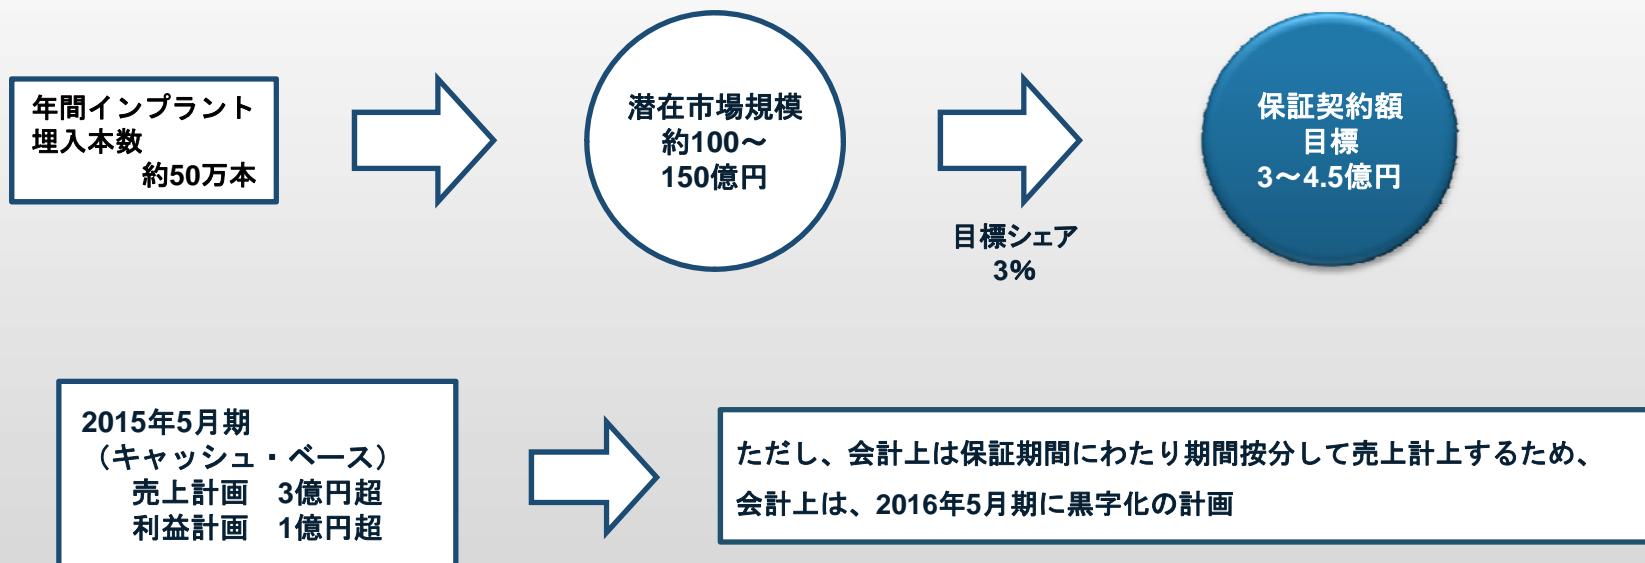 年間インプラント
埋入本数
約50万本
潜在市場規模
約100～
150億円
目標シェア
3%
保証契約額
目標
3～4.5億円
2015年5月期
（キャッシュ・ベース）
売上計画　3億円超
利益計画　1億円超
ただし、会計上は保証期間にわたり期間按分して売上計上するため、
会計上は、2016年5月期に黒字化の計画